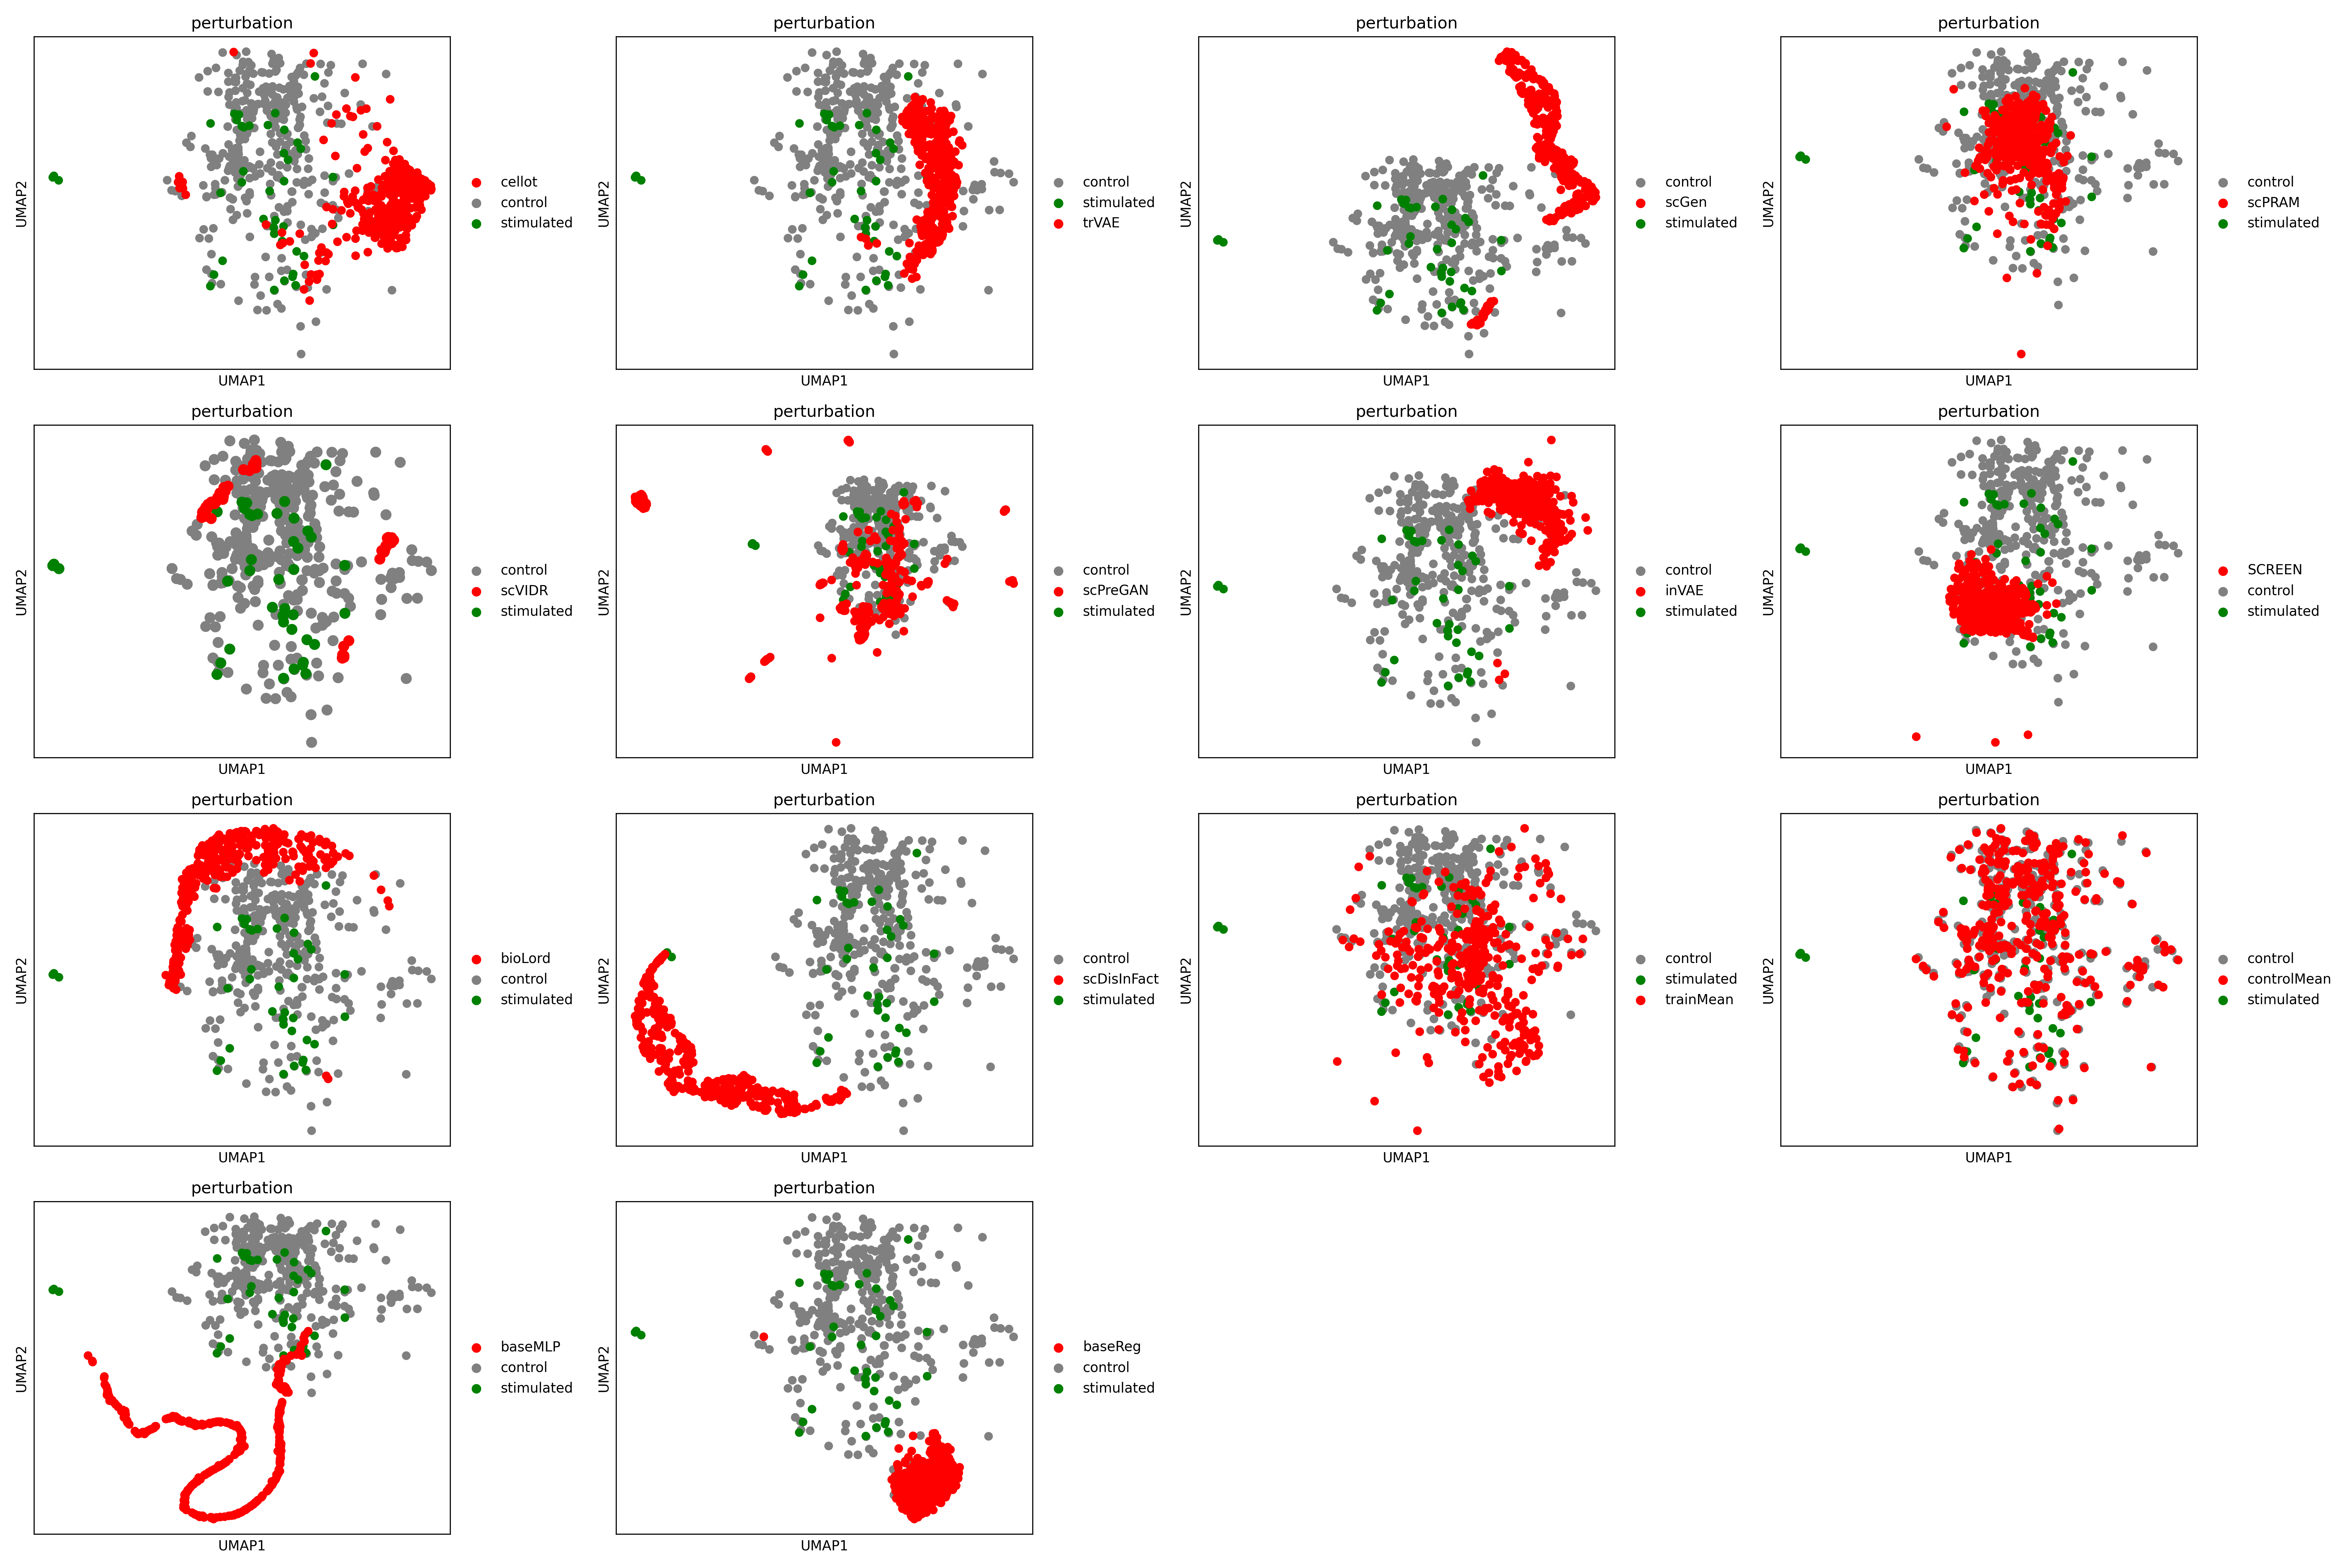 perturbation
UMAP2
UMAP1
cellot
control
stimulated
perturbation
UMAP2
UMAP1
control
stimulated
trVAE
perturbation
UMAP2
UMAP1
control
scGen
stimulated
perturbation
UMAP2
UMAP1
control
scPRAM
stimulated
perturbation
UMAP2
UMAP1
control
scVIDR
stimulated
perturbation
UMAP2
UMAP1
control
scPreGAN
stimulated
perturbation
UMAP2
UMAP1
control
inVAE
stimulated
perturbation
UMAP2
UMAP1
SCREEN
control
stimulated
perturbation
UMAP2
UMAP1
bioLord
control
stimulated
perturbation
UMAP2
UMAP1
control
scDisInFact
stimulated
perturbation
UMAP2
UMAP1
control
stimulated
trainMean
perturbation
UMAP2
UMAP1
control
controlMean
stimulated
perturbation
UMAP2
UMAP1
baseMLP
control
stimulated
perturbation
UMAP2
UMAP1
baseReg
control
stimulated